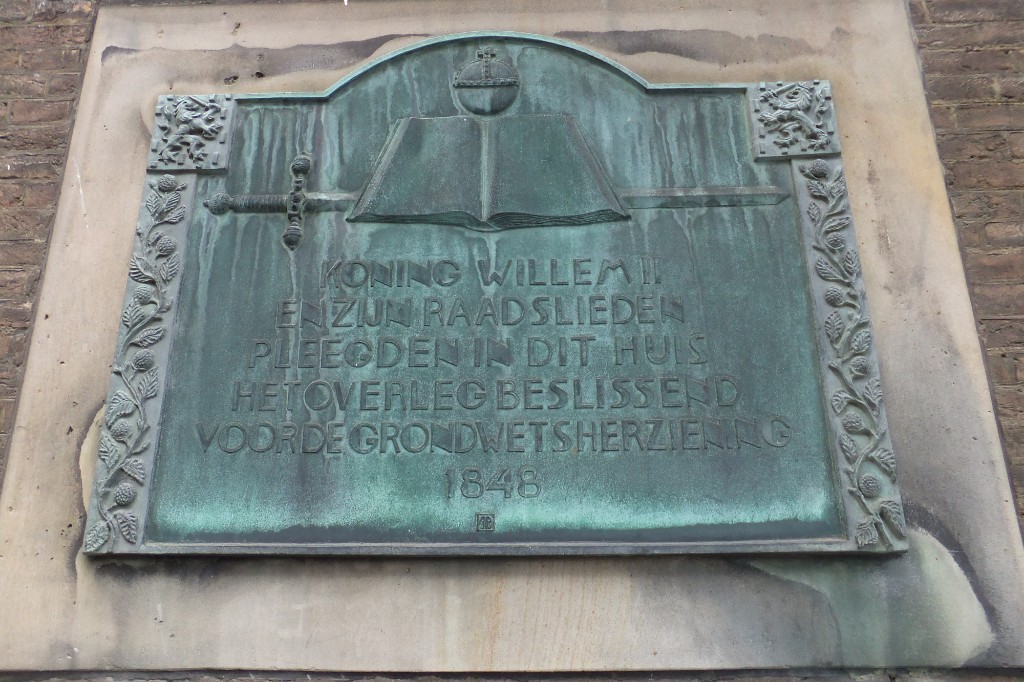 KONING WILLEM II
EN ZIJN RAADSLIEDEN
PLEEGDEN IN DIT HUIS
HET OVERLEG BESLISSEND
VOOR DE GRONDWETSHERZIENING
1848